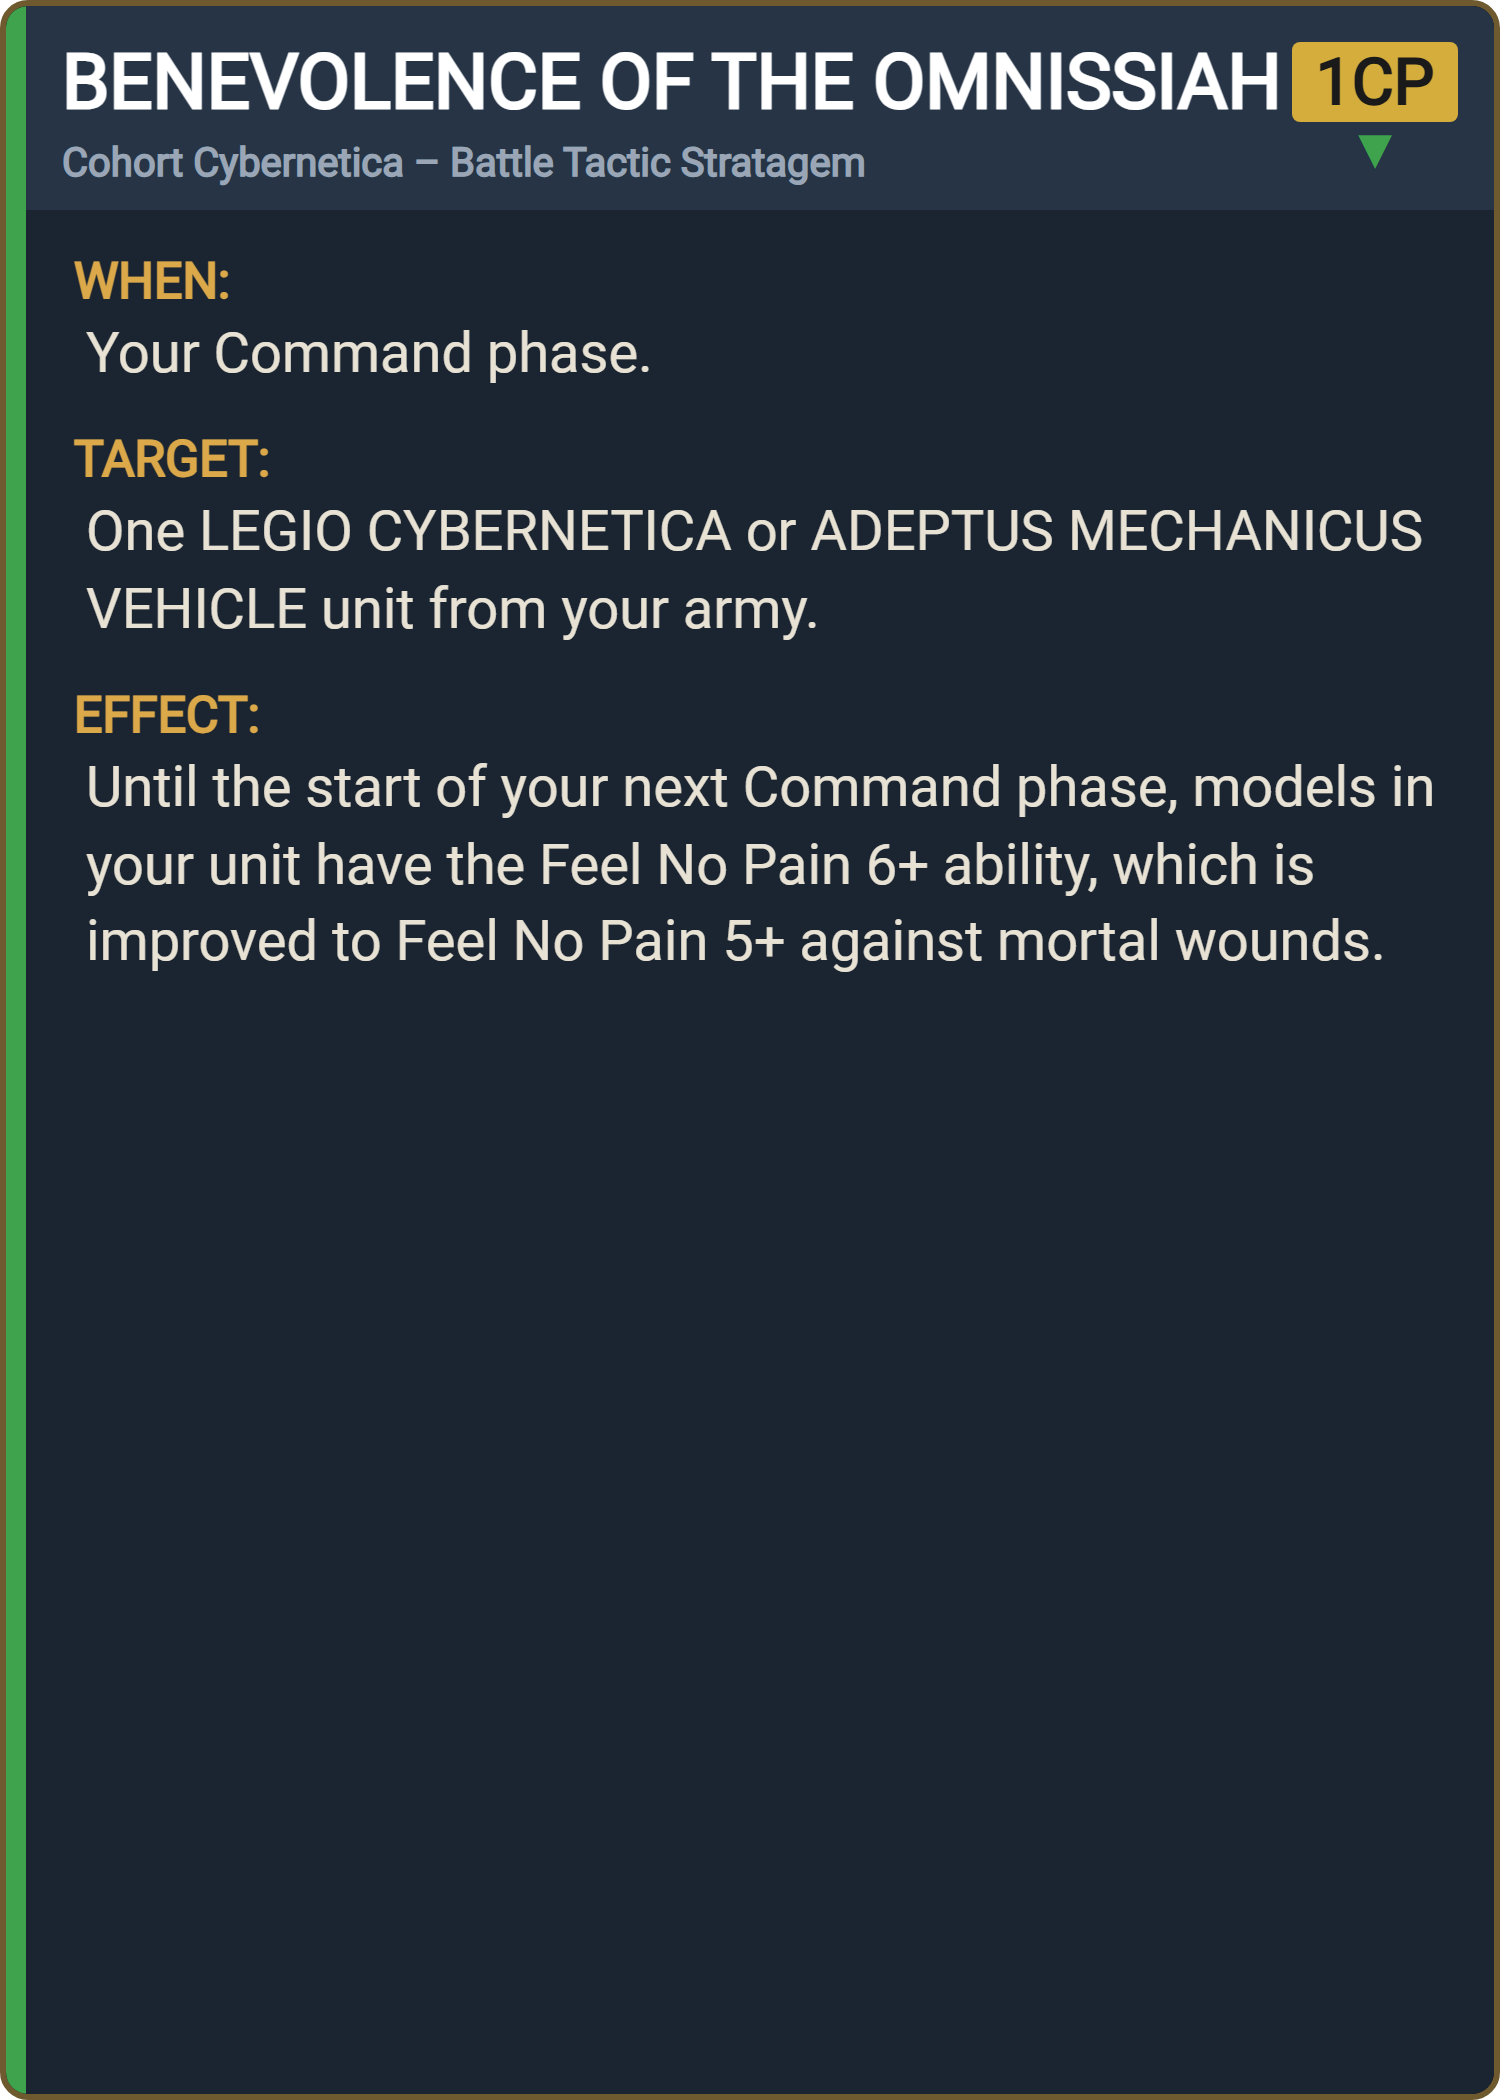 BENEVOLENCE OF THE OMNISSIAH 1CP
Cohort Cybernetica – Battle Tactic Stratagem
WHEN:
Your Command phase.
TARGET:
One LEGIO CYBERNETICA or ADEPTUS MECHANICUS
VEHICLE unit from your army.
EFFECT:
Until the start of your next Command phase, models in
your unit have the Feel No Pain 6+ ability, which is
improved to Feel No Pain 5+ against mortal wounds.